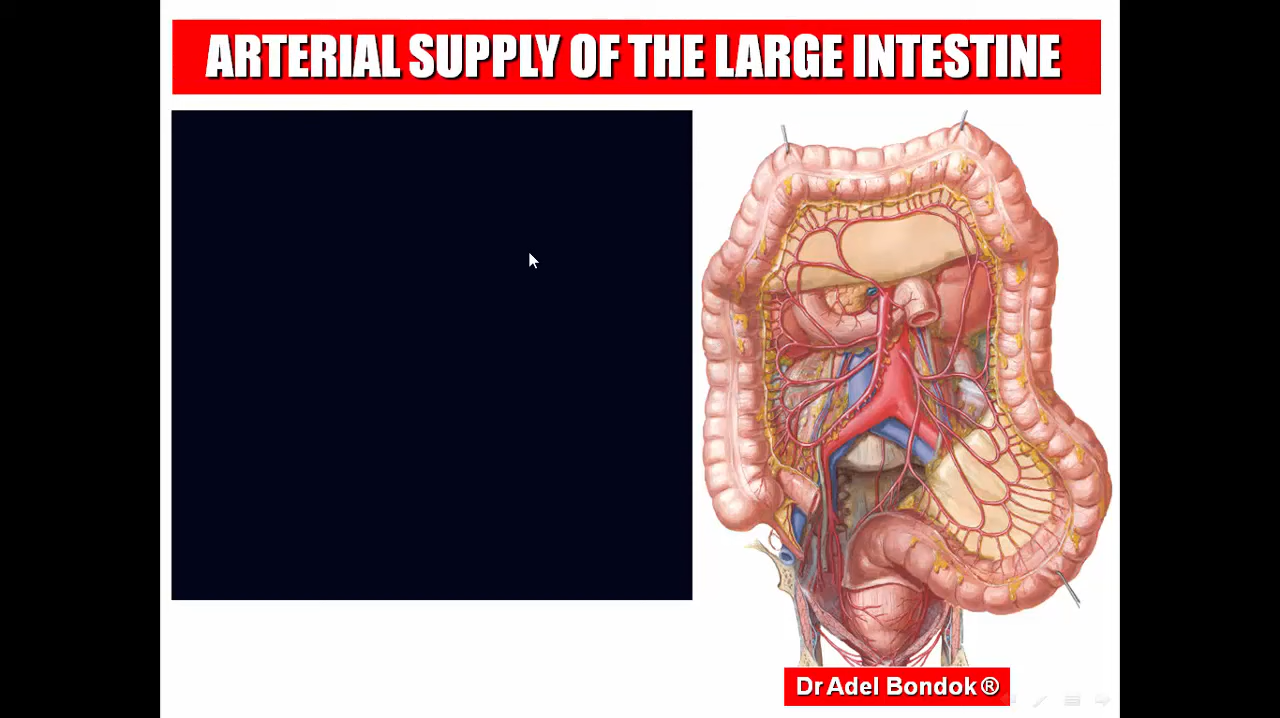 ARTERIAL SUPPLY OF THE LARGE INTESTINE
Dr Adel Bondok ®